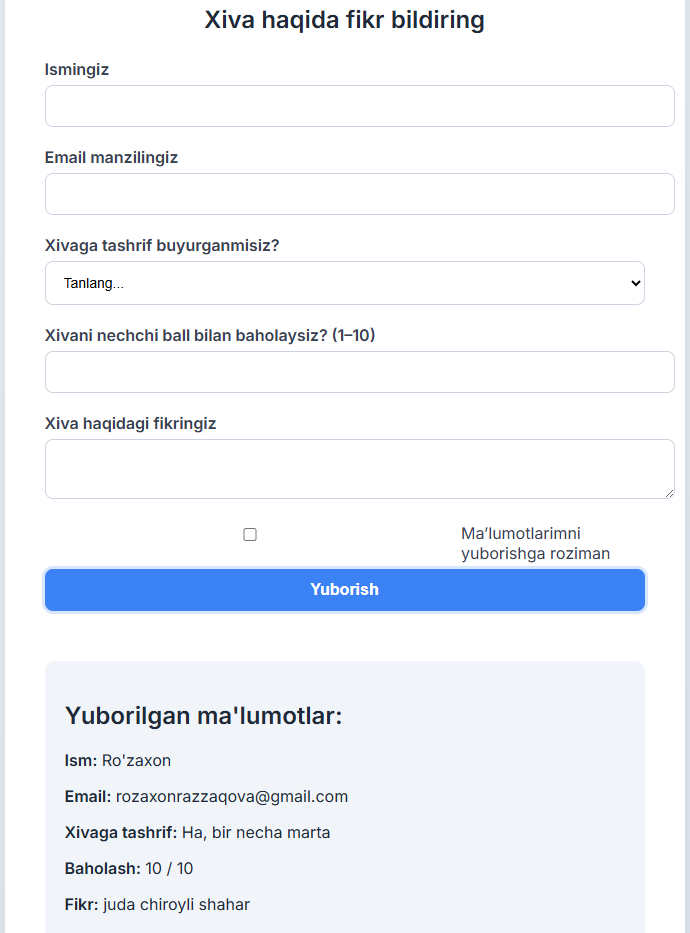 Xiva haqida fikr bildiring
Ismingiz
Email manzilingiz
Xivaga tashrif buyurganmisiz?
Tanlang...
Xivani nechchi ball bilan baholaysiz? (1–10)
Xiva haqidagi fikringiz
Ma’lumotlarimni
yuborishga roziman
Yuborish
Yuborilgan ma'lumotlar:
Ism: Ro'zaxon
Email: rozaxonrazzaqova@gmail.com
Xivaga tashrif: Ha, bir necha marta
Baholash: 10 / 10
Fikr: juda chiroyli shahar